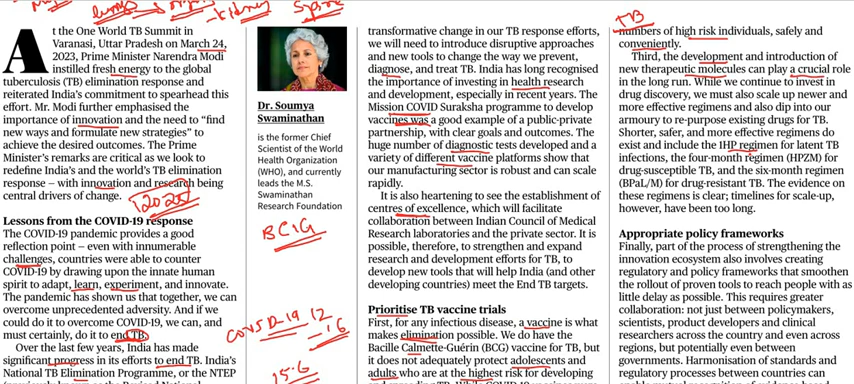 kidney
At the One World TB Summit in
Varanasi, Uttar Pradesh on March 24,
2023, Prime Minister Narendra Modi
instilled fresh energy to the global
tuberculosis (TB) elimination response and
reiterated India's commitment to spearhead this
effort. Mr. Modi further emphasised the
importance of innovation and the need to "find
new ways and formulate new strategies" to
achieve the desired outcomes. The Prime
Minister's remarks are critical as we look to
redefine India's and the world's TB elimination
response – with innovation and research being
central drivers of change.
2025
Lessons from the COVID-19 response
The COVID-19 pandemic provides a good
reflection point – even with innumerable
challenges, countries were able to counter
COVID-19 by drawing upon the innate human
spirit to adapt, learn, experiment, and innovate.
The pandemic has shown us that together, we can
overcome unprecedented adversity. And if we
could do it to overcome COVID-19, we can, and
must certainly, do it to end TB.
Over the last few years, India has made
significant progress in its efforts to end TB. India's
National TB Elimination Programme, or the NTEP
Dr. Soumya
Swaminathan
is the former Chief
Scientist of the World
Health Organization
(WHO), and currently
leads the M.S.
Swaminathan
Research Foundation
BCG
COVID-19 12
16
15-6
transformative change in our TB response efforts,
we will need to introduce disruptive approaches
and new tools to change the way we prevent,
diagnose, and treat TB. India has long recognised
the importance of investing in health research
and development, especially in recent years. The
Mission COVID Suraksha programme to develop
vaccines was a good example of a public-private
partnership, with clear goals and outcomes. The
huge number of diagnostic tests developed and a
variety of different vaccine platforms show that
our manufacturing sector is robust and can scale
rapidly.
It is also heartening to see the establishment of
centres of excellence, which will facilitate
collaboration between Indian Council of Medical
Research laboratories and the private sector. It is
possible, therefore, to strengthen and expand
research and development efforts for TB, to
develop new tools that will help India (and other
developing countries) meet the End TB targets.
Prioritise TB vaccine trials
First, for any infectious disease, a vaccine is what
makes elimination possible. We do have the
Bacille Calmette-Guérin (BCG) vaccine for TB, but
it does not adequately protect adolescents and
adults who are at the highest risk for developing
TB
numbers of high risk individuals, safely and
conveniently.
Third, the development and introduction of
new therapeutic molecules can play a crucial role
in the long run. While we continue to invest in
drug discovery, we must also scale up newer and
more effective regimens and also dip into our
armoury to re-purpose existing drugs for TB.
Shorter, safer, and more effective regimens do
exist and include the 1HP regimen for latent TB
infections, the four-month regimen (HPZM) for
drug-susceptible TB, and the six-month regimen
(BPaL/M) for drug-resistant TB. The evidence on
these regimens is clear; timelines for scale-up,
however, have been too long.
Appropriate policy frameworks
Finally, part of the process of strengthening the
innovation ecosystem also involves creating
regulatory and policy frameworks that smoothen
the rollout of proven tools to reach people with as
little delay as possible. This requires greater
collaboration: not just between policymakers,
scientists, product developers and clinical
researchers across the country and even across
regions, but potentially even between
governments. Harmonisation of standards and
regulatory processes between countries can